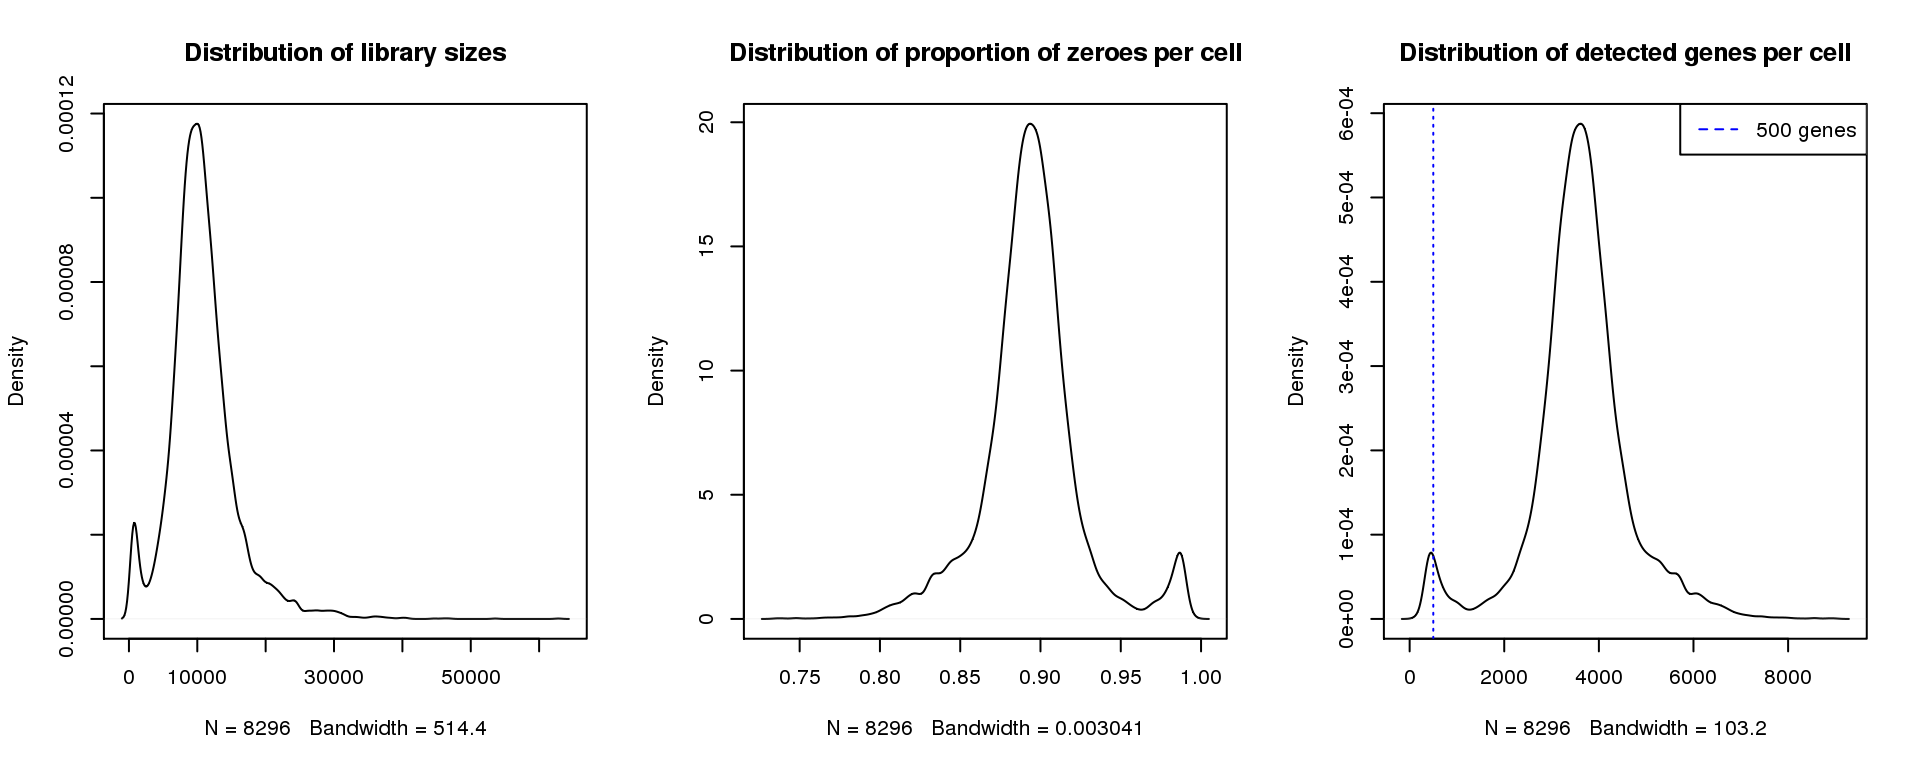 Distribution of library sizes
Density
0.00000
0.00004
0.00008
0.00012
0
10000
30000
50000
N = 8296   Bandwidth = 514.4
Distribution of proportion of zeroes per cell
Density
0
5
10
15
20
0.75
0.80
0.85
0.90
0.95
1.00
N = 8296   Bandwidth = 0.003041
Distribution of detected genes per cell
Density
0e+00
1e-04
2e-04
3e-04
4e-04
5e-04
6e-04
500 genes
0
2000
4000
6000
8000
N = 8296   Bandwidth = 103.2